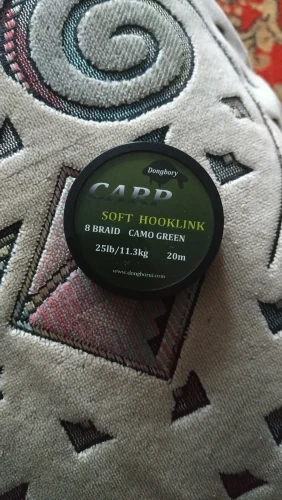 Dongbory
CARP
SOFT HOOKLINK
8 BRAID CAMO GREEN
25lb/11.3kg 20m